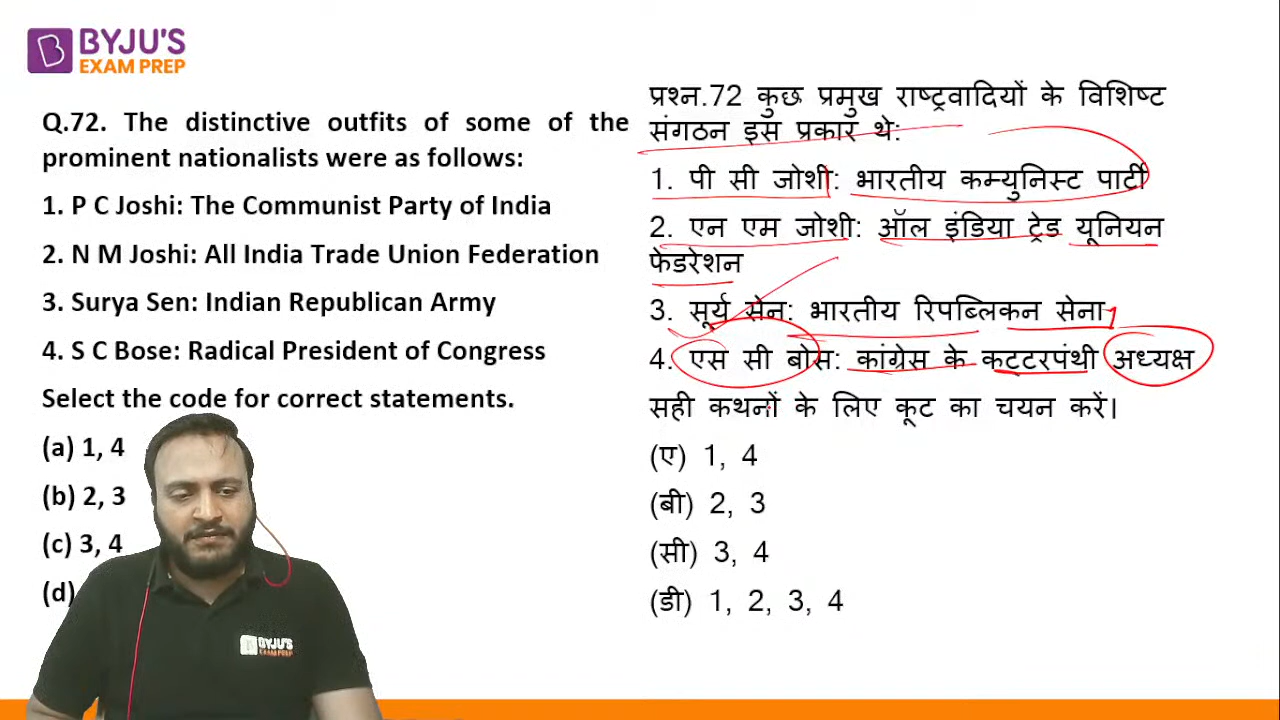 BYJU'S
EXAM PREP
Q.72. The distinctive outfits of some of the
prominent nationalists were as follows:
1. P C Joshi: The Communist Party of India
2. N M Joshi: All India Trade Union Federation
3. Surya Sen: Indian Republican Army
4. S C Bose: Radical President of Congress
Select the code for correct statements.
(a) 1, 4
(b) 2, 3
(c) 3, 4
(d)
प्रश्न.72 कुछ प्रमुख राष्ट्रवादियों के विशिष्ट
संगठन इस प्रकार थे:
1. पी सी जोशी: भारतीय कम्युनिस्ट पार्टी
2. एन एम जोशी: ऑल इंडिया ट्रेड यूनियन
फेडरेशन
3. सूर्य सेन: भारतीय रिपब्लिकन सेना
4. एस सी बोस: कांग्रेस के कटटरपंथी अध्यक्ष
सही कथनों के लिए कूट का चयन करें।
(ए) 1, 4
(बी) 2, 3
(सी) 3, 4
(डी) 1, 2, 3, 4
BYJU'S
EXAM PREP